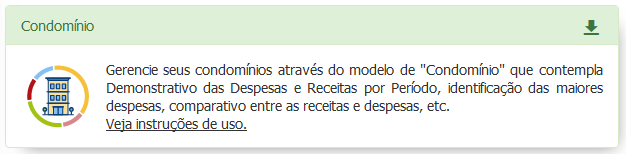 Condomínio
Gerencie seus condomínios através do modelo de "Condomínio" que contempla
Demonstrativo das Despesas e Receitas por Período, identificação das maiores
despesas, comparativo entre as receitas e despesas, etc.
Veja instruções de uso.